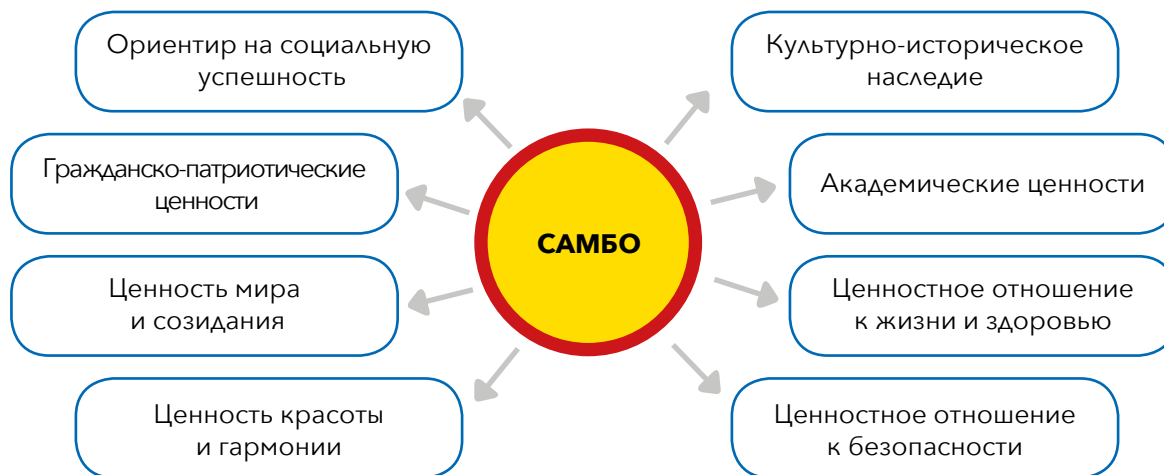 Ориентир на социальную
успешность
Культурно-историческое
наследие
Гражданско-патриотические
ценности
Академические ценности
САМБО
Ценность мира
и созидания
Ценностное отношение
к жизни и здоровью
Ценность красоты
и гармонии
Ценностное отношение
к безопасности